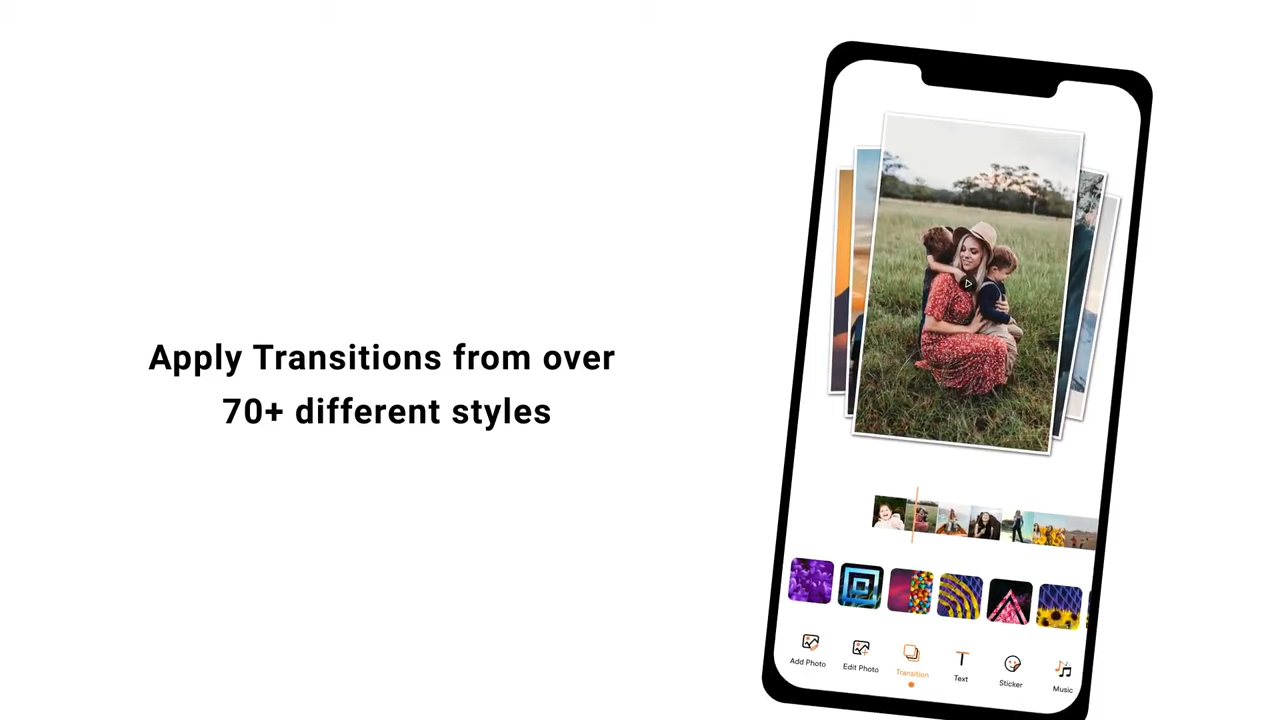 Apply Transitions from over
70+ different styles
Add Photo
Edit Photo
Transition
Text
Sticker
Music